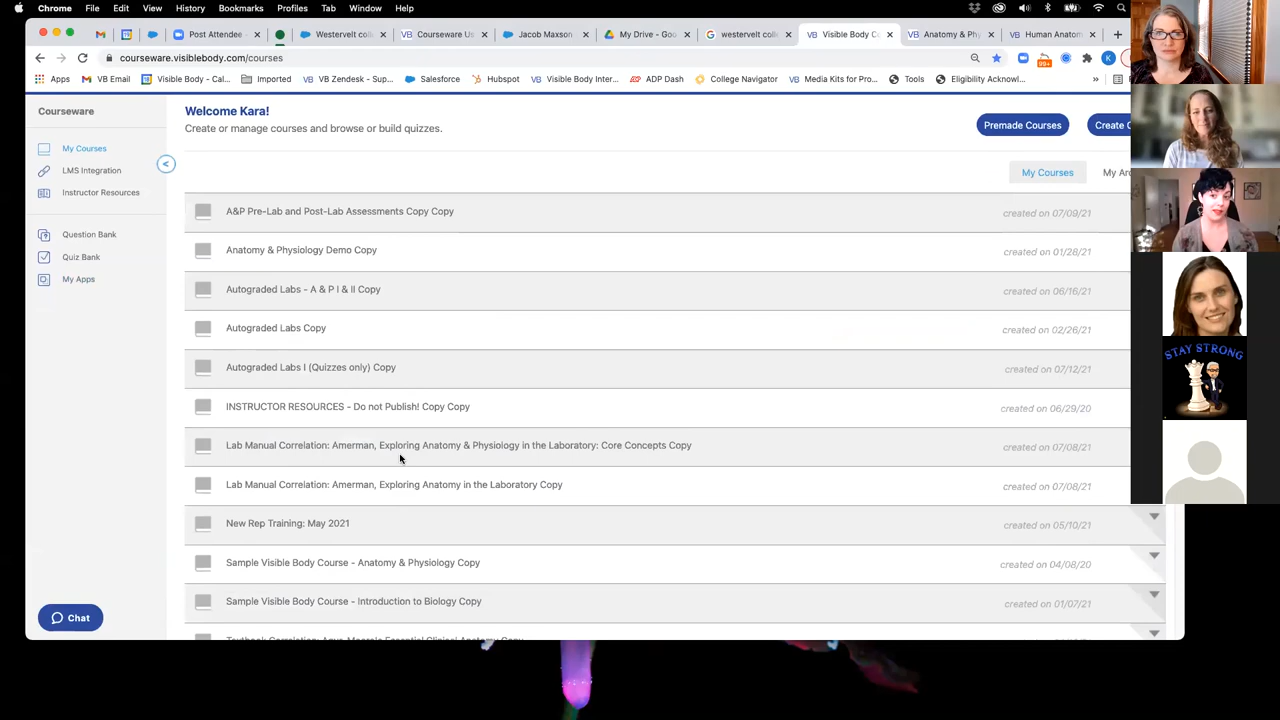 Chrome File Edit View History Bookmarks Profiles Tab Window Help
Post Attendee - Westervelt coll Courseware Us Jacob Maxson My Drive - Goo westervelt coll Visible Body Co Anatomy & Phy Human Anatom
courseware.visiblebody.com/courses
Apps VB Email Visible Body - Cal... Imported VB Zendesk - Sup... Salesforce Hubspot Visible Body Inter... ADP Dash College Navigator Media Kits for Pro... Tools Eligibility Acknowl... »
99+
K
Courseware
My Courses
LMS Integration
Instructor Resources
Question Bank
Quiz Bank
My Apps
Chat
<
Welcome Kara!
Create or manage courses and browse or build quizzes.
Premade Courses
Create C
My Courses
My Arc
A&P Pre-Lab and Post-Lab Assessments Copy Copy created on 07/09/21
Anatomy & Physiology Demo Copy created on 01/28/21
Autograded Labs - A & P I & II Copy created on 06/16/21
Autograded Labs Copy created on 02/26/21
Autograded Labs I (Quizzes only) Copy created on 07/12/21
INSTRUCTOR RESOURCES - Do not Publish! Copy Copy created on 06/29/20
Lab Manual Correlation: Amerman, Exploring Anatomy & Physiology in the Laboratory: Core Concepts Copy created on 07/08/21
Lab Manual Correlation: Amerman, Exploring Anatomy in the Laboratory Copy created on 07/08/21
New Rep Training: May 2021 created on 05/10/21
Sample Visible Body Course - Anatomy & Physiology Copy created on 04/08/20
Sample Visible Body Course - Introduction to Biology Copy created on 01/07/21
STAY STRONG